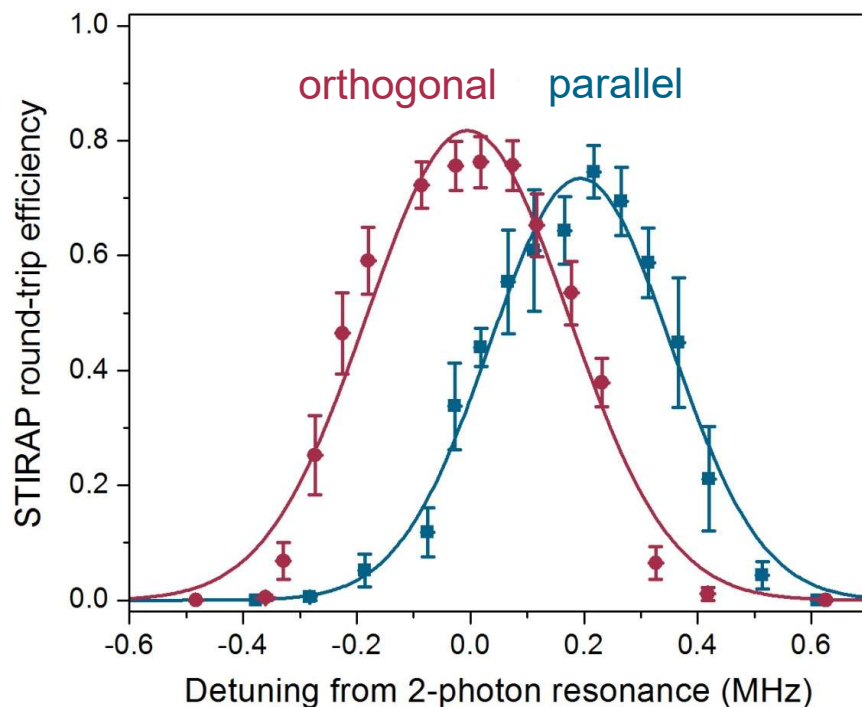 1.0
orthogonal parallel
0.8
0.6
0.4
0.2
0.0
STIRAP round-trip efficiency
-0.6 -0.4 -0.2 0.0 0.2 0.4 0.6
Detuning from 2-photon resonance (MHz)